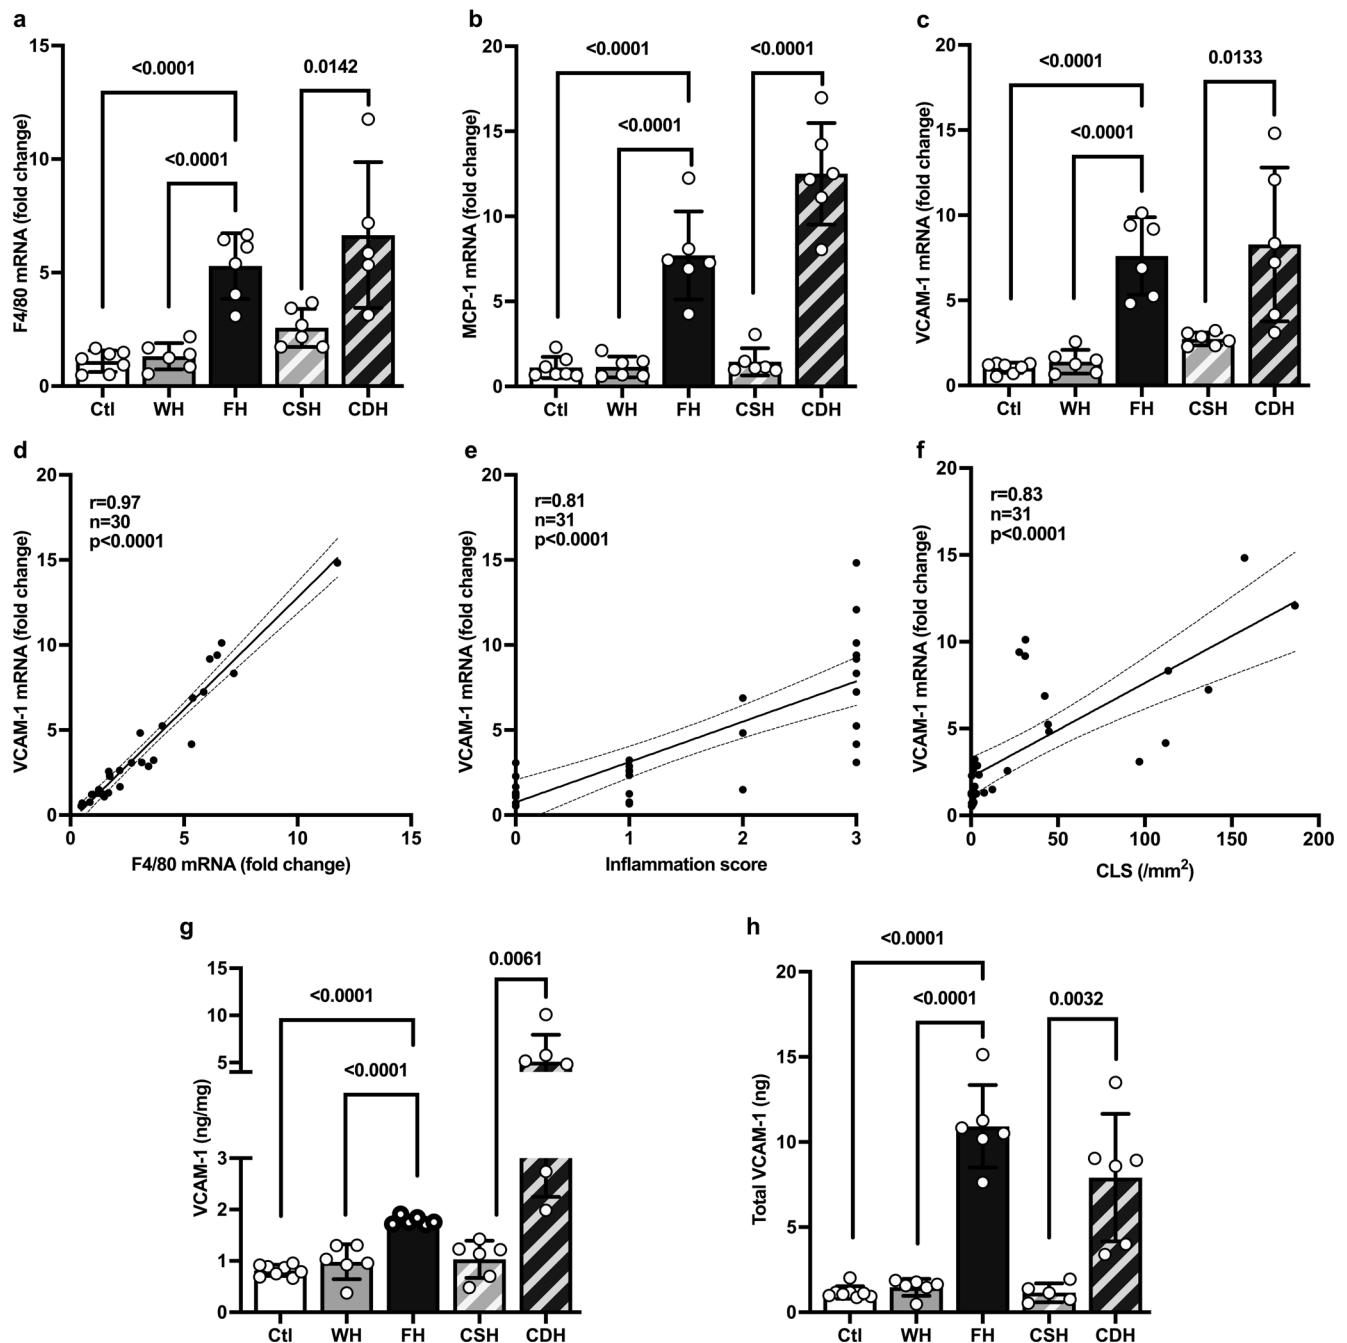 a
F4/80 mRNA (fold change)
15
10
5
0
<0.0001
0.0142
<0.0001
Ctl WH FH CSH CDH
b
MCP-1 mRNA (fold change)
20
15
10
5
0
<0.0001
<0.0001
<0.0001
Ctl WH FH CSH CDH
c
VCAM-1 mRNA (fold change)
20
15
10
5
0
<0.0001
0.0133
<0.0001
Ctl WH FH CSH CDH
d
VCAM-1 mRNA (fold change)
20
15
10
5
0
r=0.97
n=30
p<0.0001
0 5 10 15
F4/80 mRNA (fold change)
e
VCAM-1 mRNA (fold change)
20
15
10
5
0
r=0.81
n=31
p<0.0001
0 1 2 3
Inflammation score
f
VCAM-1 mRNA (fold change)
20
15
10
5
0
r=0.83
n=31
p<0.0001
0 50 100 150 200
CLS (/mm²)
g
VCAM-1 (ng/mg)
15
10
5
3
2
1
0
0.0061
<0.0001
<0.0001
Ctl WH FH CSH CDH
h
Total VCAM-1 (ng)
20
15
10
5
0
<0.0001
<0.0001
0.0032
Ctl WH FH CSH CDH